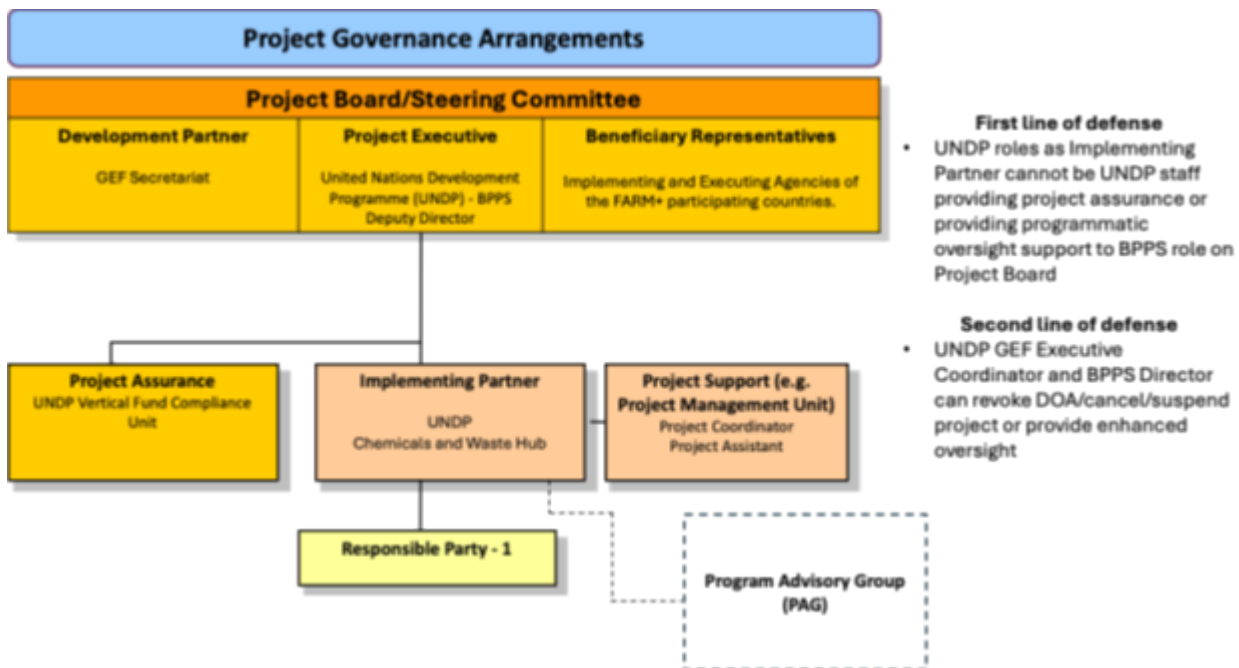 Project Governance Arrangements
Project Board/Steering Committee
Development Partner
GEF Secretariat
Project Executive
United Nations Development
Programme (UNDP) - BPPS
Deputy Director
Beneficiary Representatives
Implementing and Executing Agencies of
the FARM+ participating countries.
First line of defense
• UNDP roles as Implementing
Partner cannot be UNDP staff
providing project assurance or
providing programmatic
oversight support to BPPS role on
Project Board
Second line of defense
• UNDP GEF Executive
Coordinator and BPPS Director
can revoke DOA/cancel/suspend
project or provide enhanced
oversight
Project Assurance
UNDP Vertical Fund Compliance
Unit
Implementing Partner
UNDP
Chemicals and Waste Hub
Project Support (e.g.
Project Management Unit)
Project Coordinator
Project Assistant
Responsible Party - 1
Program Advisory Group
(PAG)